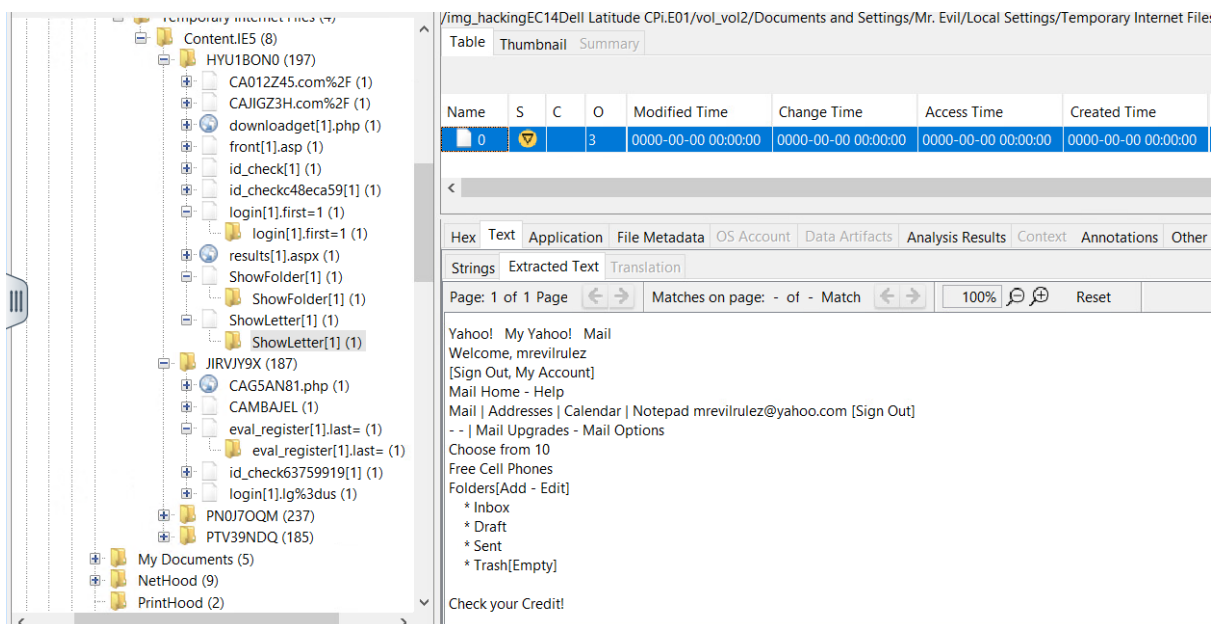 Temporary Internet Files (4)
Content.IE5 (8)
HYU1BON0 (197)
CA012Z45.com%2F (1)
CAJIGZ3H.com%2F (1)
downloadget[1].php (1)
front[1].asp (1)
id_check[1] (1)
id_checkc48eca59[1] (1)
login[1].first=1 (1)
login[1].first=1 (1)
results[1].aspx (1)
ShowFolder[1] (1)
ShowFolder[1] (1)
ShowLetter[1] (1)
ShowLetter[1] (1)
JIRVJY9X (187)
CAG5AN81.php (1)
CAMBAJEL (1)
eval_register[1].last= (1)
eval_register[1].last= (1)
id_check63759919[1] (1)
login[1].lg%3dus (1)
PN0J7OQM (237)
PTV39NDQ (185)
My Documents (5)
NetHood (9)
PrintHood (2)
/img_hackingEC14Dell Latitude CPi.E01/vol_vol2/Documents and Settings/Mr. Evil/Local Settings/Temporary Internet Files
Table Thumbnail Summary
Name S C O Modified Time Change Time Access Time Created Time
0 3 0000-00-00 00:00:00 0000-00-00 00:00:00 0000-00-00 00:00:00 0000-00-00 00:00:00
Hex Text Application File Metadata OS Account Data Artifacts Analysis Results Context Annotations Other
Strings Extracted Text Translation
Page: 1 of 1 Page Matches on page: - of - Match 100% Reset
Yahoo! My Yahoo! Mail
Welcome, mrevilrulez
[Sign Out, My Account]
Mail Home - Help
Mail | Addresses | Calendar | Notepad mrevilrulez@yahoo.com [Sign Out]
- - | Mail Upgrades - Mail Options
Choose from 10
Free Cell Phones
Folders[Add - Edit]
* Inbox
* Draft
* Sent
* Trash[Empty]
Check your Credit!